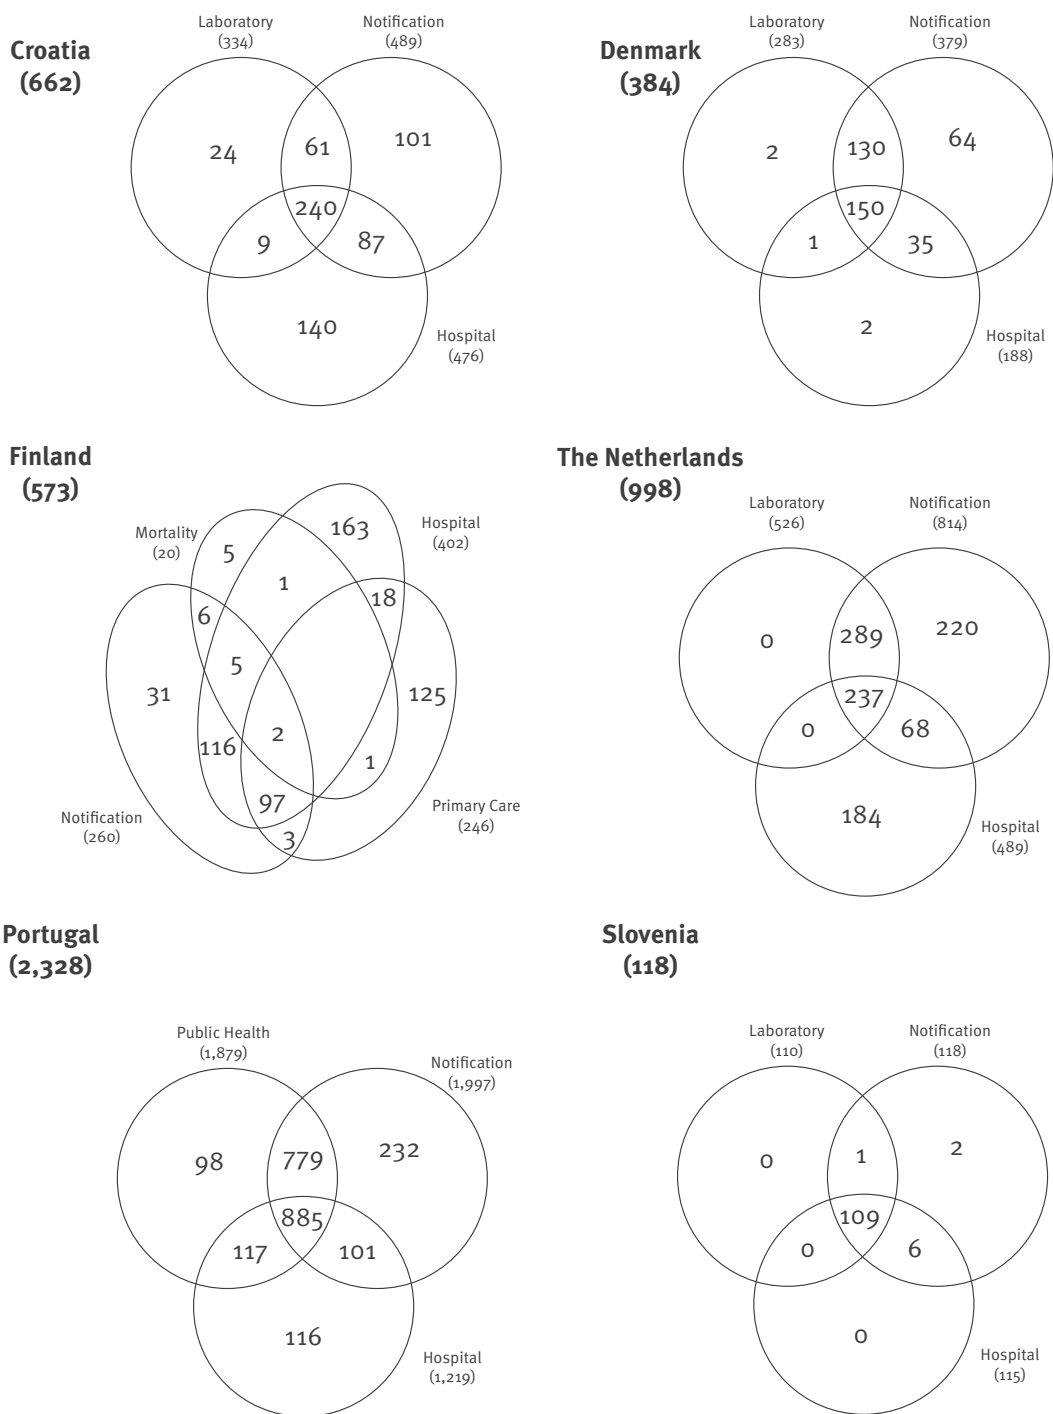 Croatia
(662)
Laboratory
(334)
Notification
(489)
24
61
101
240
9
87
140
Hospital
(476)
Denmark
(384)
Laboratory
(283)
Notification
(379)
2
130
64
150
1
35
2
Hospital
(188)
Finland
(573)
Mortality
(20)
Hospital
(402)
163
5
1
18
6
5
31
125
2
116
1
97
3
Notification
(260)
Primary Care
(246)
The Netherlands
(998)
Laboratory
(526)
Notification
(814)
0
289
220
237
0
68
184
Hospital
(489)
Portugal
(2,328)
Public Health
(1,879)
Notification
(1,997)
98
779
232
885
117
101
116
Hospital
(1,219)
Slovenia
(118)
Laboratory
(110)
Notification
(118)
0
1
2
109
0
6
0
Hospital
(115)